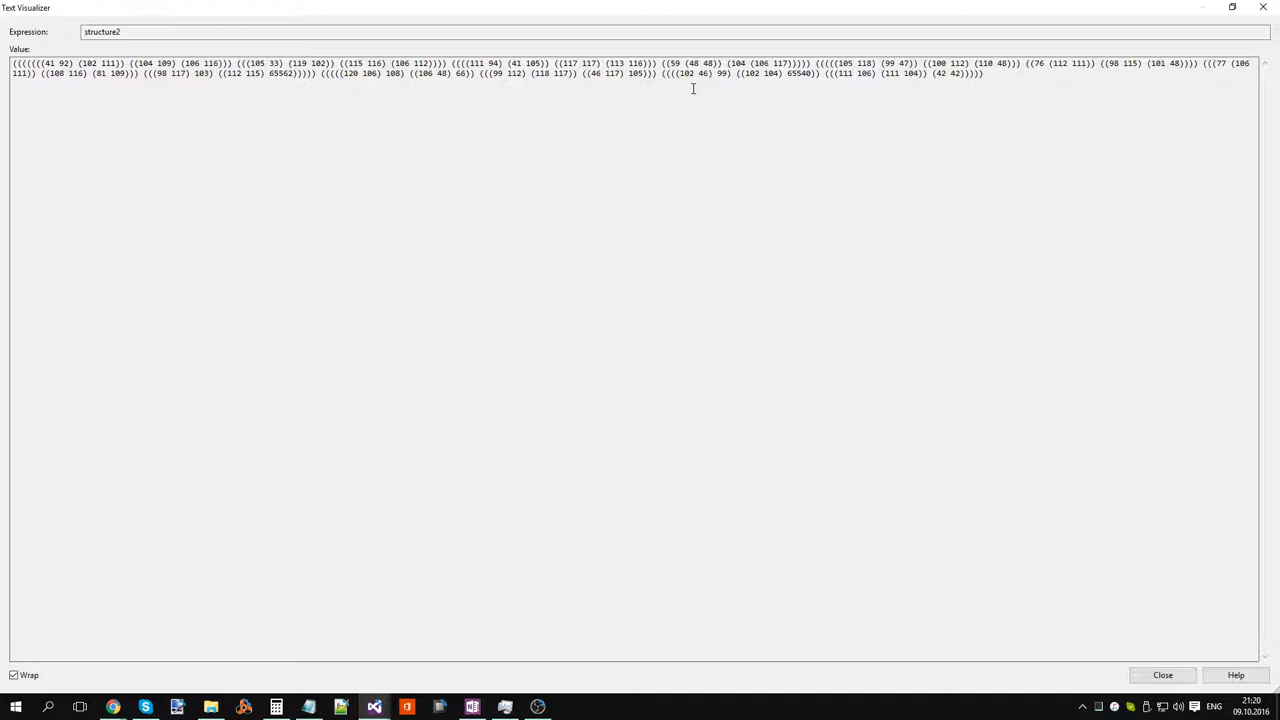 Text Visualizer
Expression:
structure2
Value:
(((((((41 92) (102 111)) ((104 109) (106 116))) (((105 33) (119 102)) ((115 116) (106 112)))) ((((111 94) (41 105)) ((117 117) (113 116))) ((59 (48 48)) (104 (106 117))))) (((((105 118) (99 47)) ((100 112) (110 48))) ((76 (112 111)) ((98 115) (101 48)))) (((77 (106
111)) ((108 116) (81 109))) (((98 117) 103) ((112 115) 65562))))) (((((120 106) 108) ((106 48) 66)) (((99 112) (118 117)) ((46 117) 105))) ((((102 46) 99) ((102 104) 65540)) (((111 106) (111 104)) (42 42)))))
Wrap
Close
Help
ENG
21:20
09.10.2016